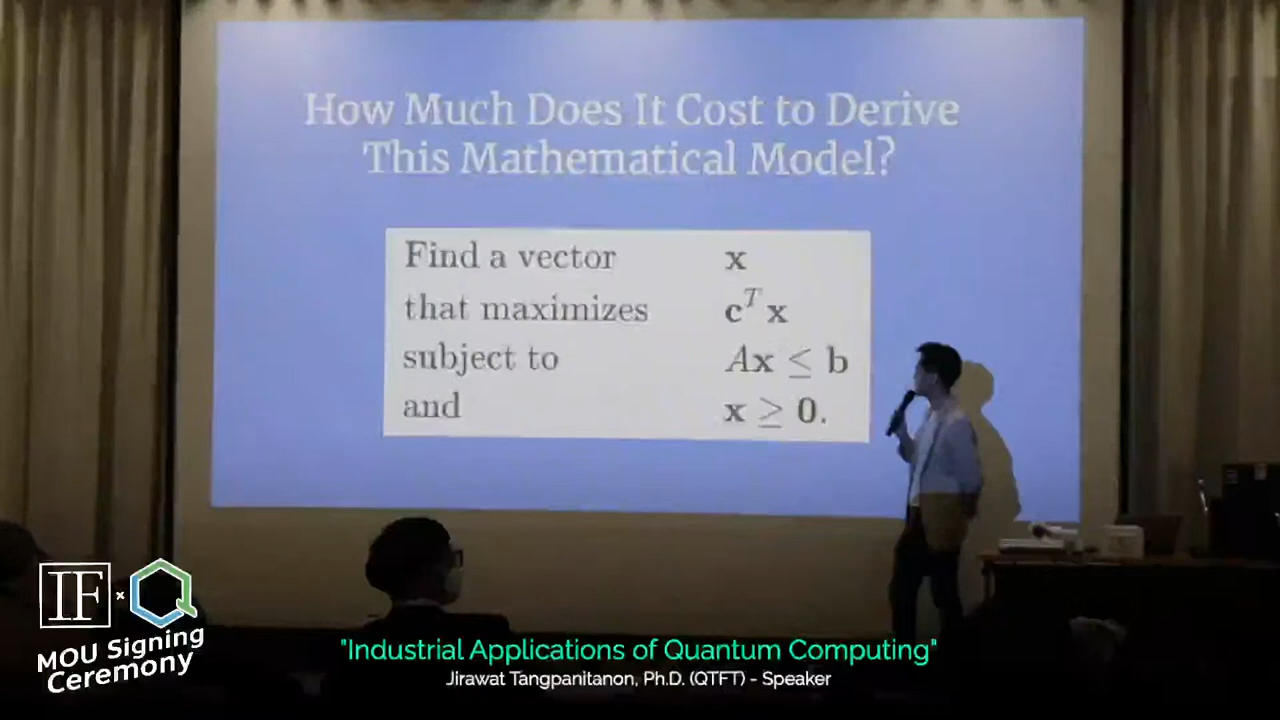 How Much Does It Cost to Derive
This Mathematical Model?
Find a vector x
that maximizes cᵀx
subject to Ax ≤ b
and x ≥ 0.
IF × Q
MOU Signing
Ceremony
"Industrial Applications of Quantum Computing"
Jirawat Tangpanitanon, Ph.D. (QTFT) - Speaker